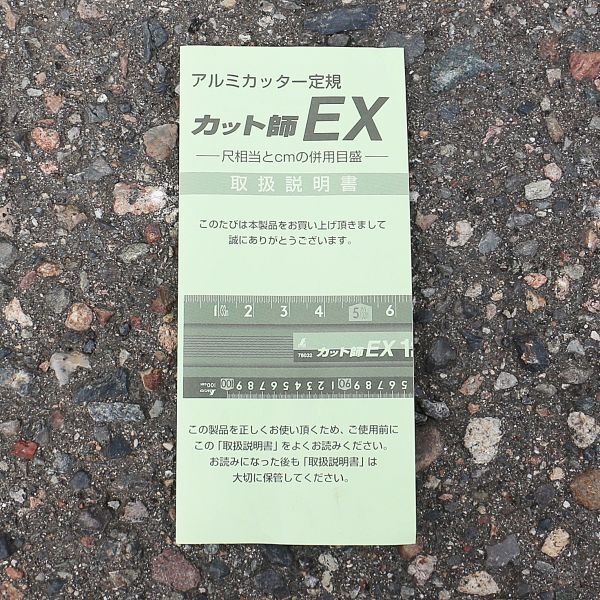 アルミカッター定規
カット師EX
尺相当とcmの併用目盛
取扱説明書
このたびは本製品をお買い上げ頂きまして
誠にありがとうございます。
1 2 3 4 5 6
78032 カット師EX 1
この製品を正しくお使い頂くため、ご使用前に
この「取扱説明書」をよくお読みください。
お読みになった後も「取扱説明書」は
大切に保管してください。